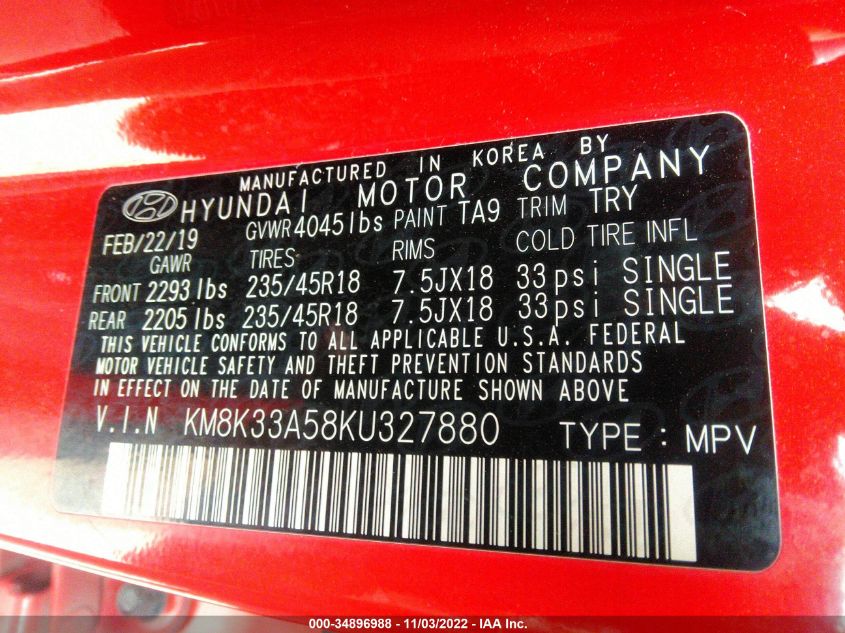 MANUFACTURED IN KOREA BY
HYUNDAI MOTOR COMPANY
FEB/22/19 GVWR 4045lbs PAINT TA9 TRIM TRY
GAWR TIRES RIMS COLD TIRE INFL
FRONT 2293lbs 235/45R18 7.5JX18 33psi SINGLE
REAR 2205lbs 235/45R18 7.5JX18 33psi SINGLE
THIS VEHICLE CONFORMS TO ALL APPLICABLE U.S.A. FEDERAL
MOTOR VEHICLE SAFETY AND THEFT PREVENTION STANDARDS
IN EFFECT ON THE DATE OF MANUFACTURE SHOWN ABOVE
V.I.N KM8K33A58KU327880 TYPE : MPV
000-34896988 - 11/03/2022 - IAA Inc.